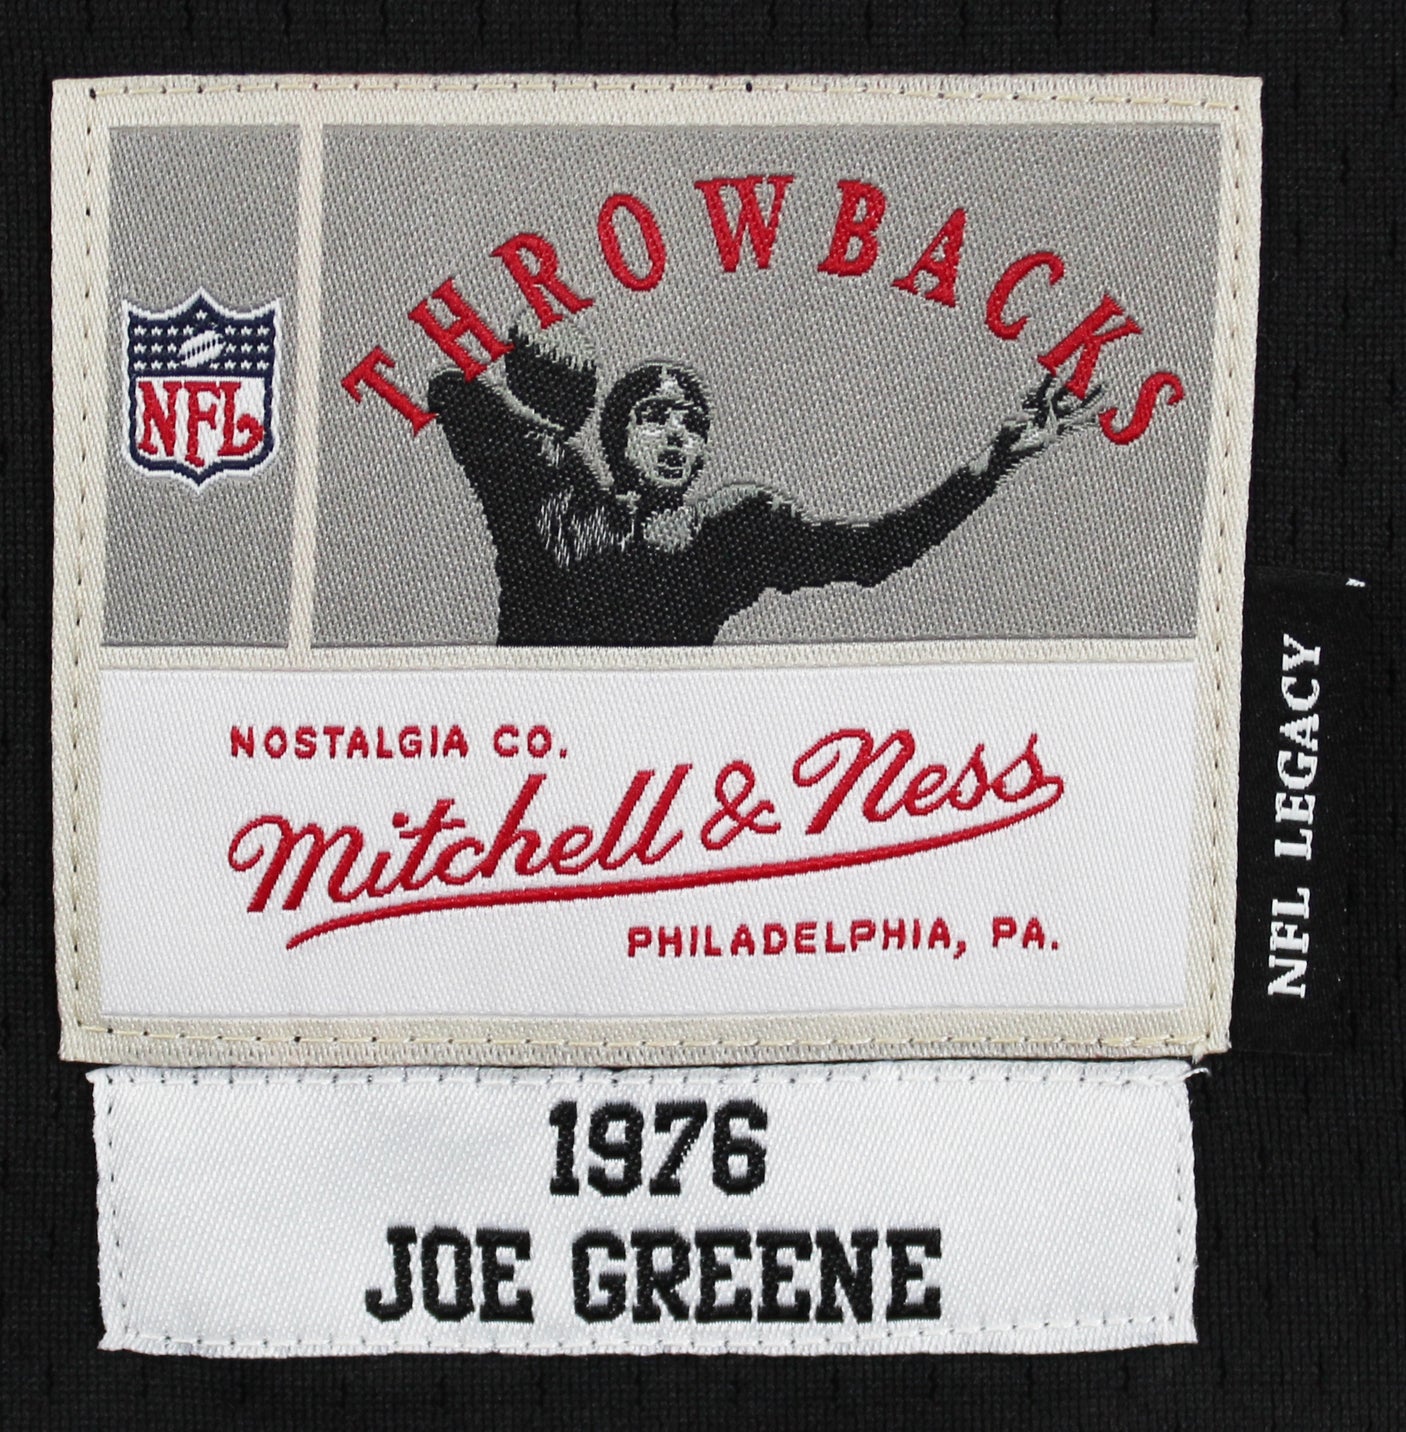 THROWBACKS
NFL
NOSTALGIA CO.
Mitchell & Ness
PHILADELPHIA, PA.
NFL LEGACY
1976
JOE GREENE